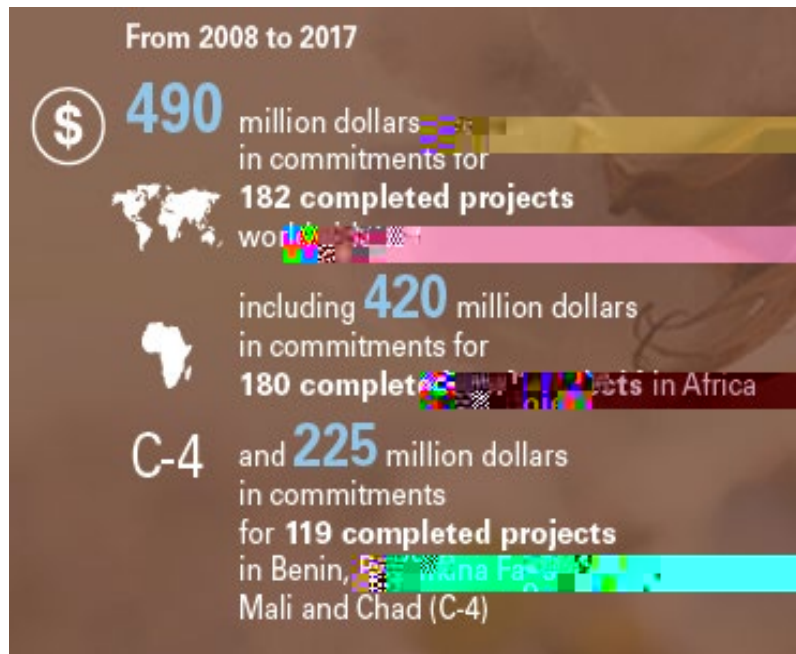 From 2008 to 2017
$
490 million dollars
in commitments for
182 completed projects
including 420 million dollars
in commitments for
180 in Africa
C-4
and 225 million dollars
in commitments
for 119 completed projects
in Benin,
Mali and Chad (C-4)